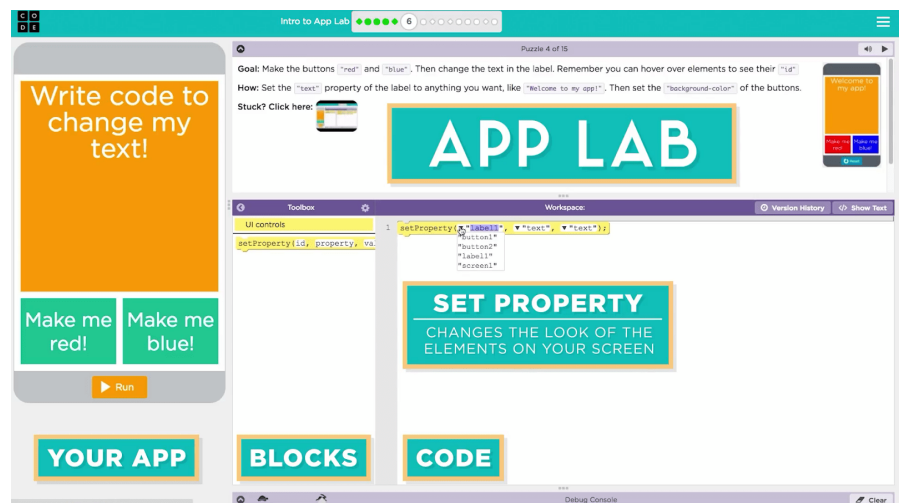 C O
D E
Intro to App Lab
6
Puzzle 4 of 15
Goal: Make the buttons "red" and "blue". Then change the text in the label. Remember you can hover over elements to see their "id"
How: Set the "text" property of the label to anything you want, like "Welcome to my app!". Then set the "background-color" of the buttons.
Stuck? Click here:
Welcome to
my app!
Make me
red!
Make me
blue!
Reset
APP LAB
Write code to
change my
text!
Make me
red!
Make me
blue!
Run
YOUR APP
Toolbox
Workspace:
Version History
</> Show Text
UI controls
setProperty(id, property, val
1 setProperty(▼"label1", ▼"text", ▼"text");
"button1"
"button2"
"label1"
"screen1"
SET PROPERTY
CHANGES THE LOOK OF THE
ELEMENTS ON YOUR SCREEN
BLOCKS
CODE
Debug Console
Clear